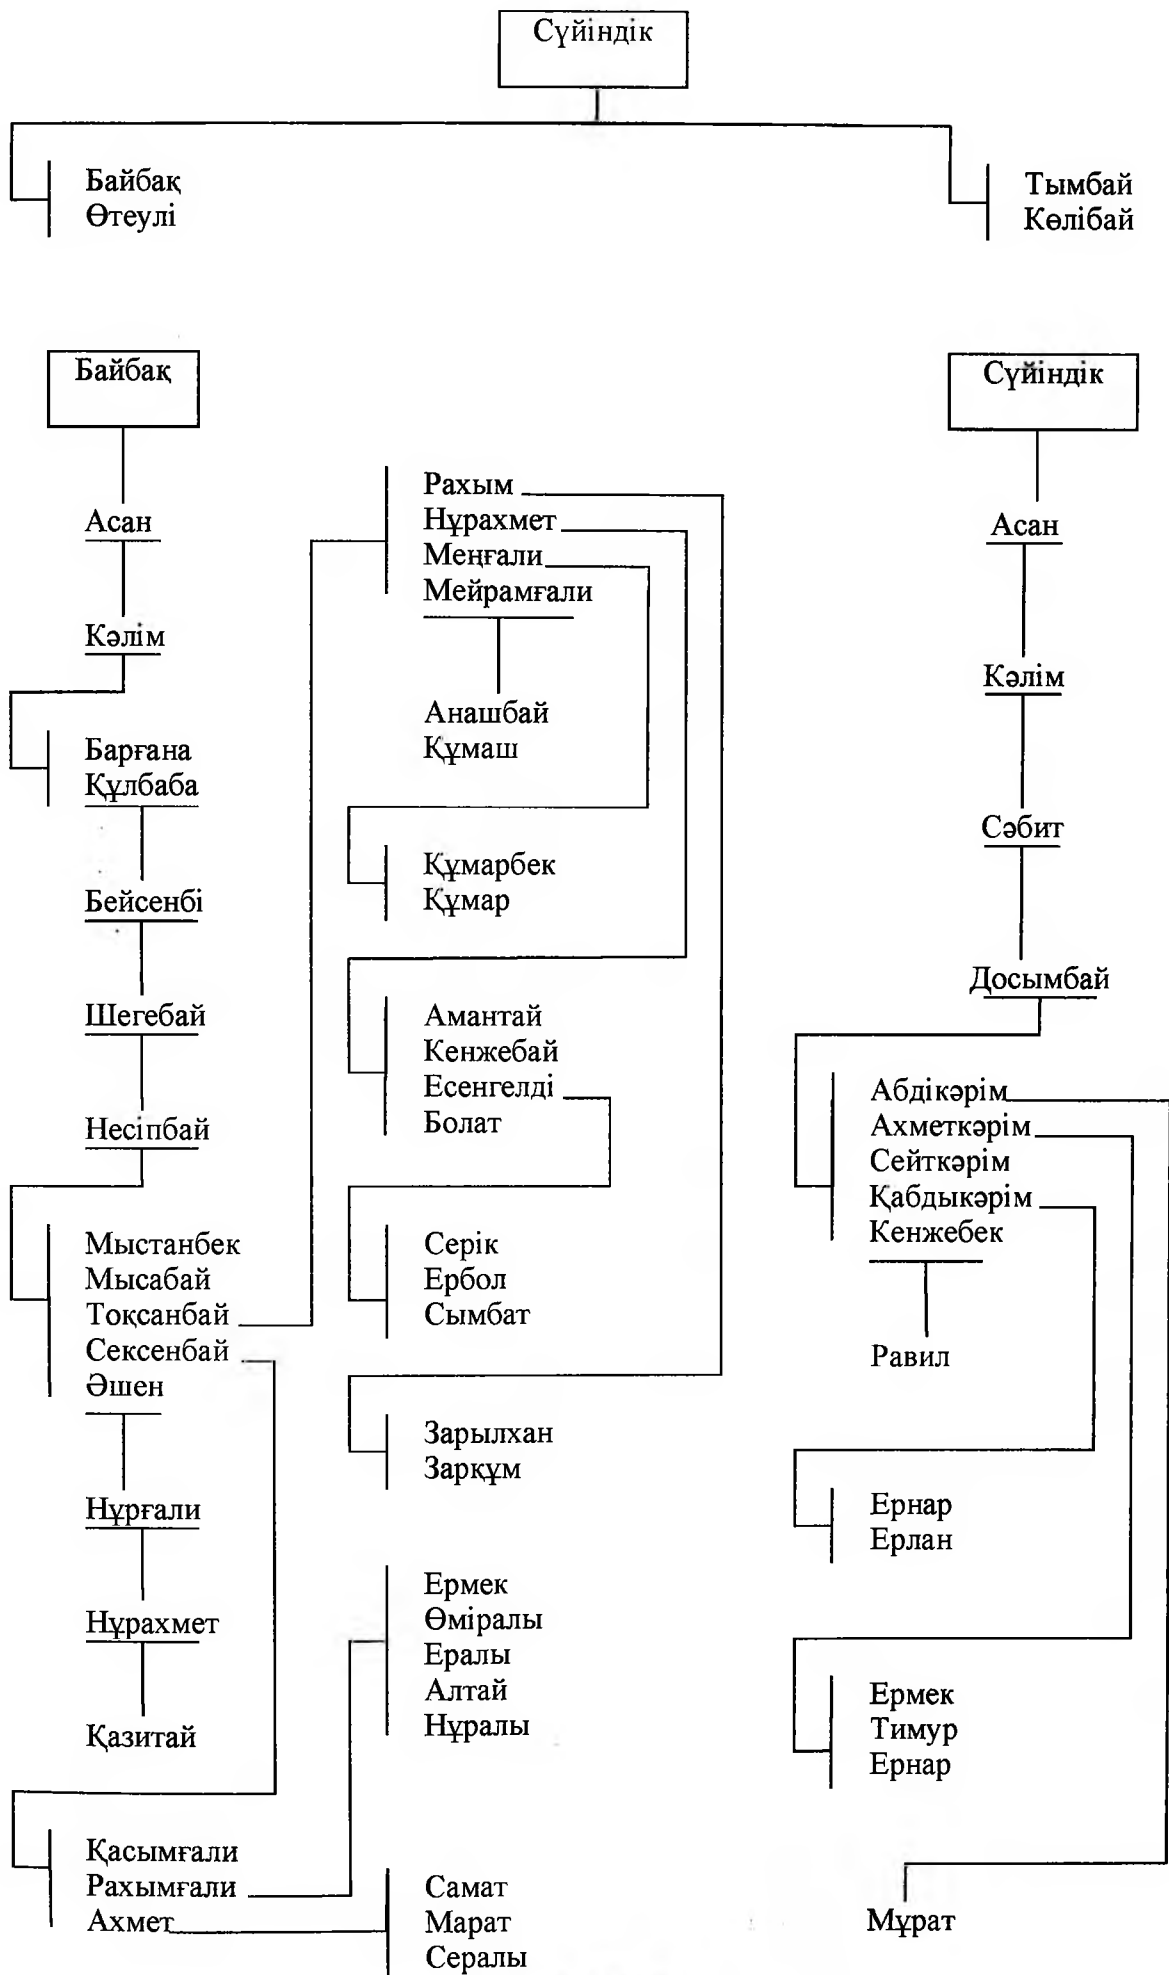 Сүйіндік
Байбақ
Өтеулі
Тымбай
Көлібай
Байбақ
Асан
Кәлім
Барғана
Құлбаба
Бейсенбі
Шегебай
Несіпбай
Мыстанбек
Мысабай
Тоқсанбай
Сексенбай
Әшен
Нұрғали
Нұрахмет
Қазитай
Қасымғали
Рахымғали
Ахмет
Рахым
Нұрахмет
Меңғали
Мейрамғали
Анашбай
Құмаш
Құмарбек
Құмар
Амантай
Кенжебай
Есенгелді
Болат
Серік
Ербол
Сымбат
Зарылхан
Зарқұм
Ермек
Өміралы
Ералы
Алтай
Нұралы
Самат
Марат
Сералы
Сүйіндік
Асан
Кәлім
Сәбит
Досымбай
Абдікәрім
Ахметкәрім
Сейткәрім
Қабдыкәрім
Кенжебек
Равил
Ернар
Ерлан
Ермек
Тимур
Ернар
Мұрат